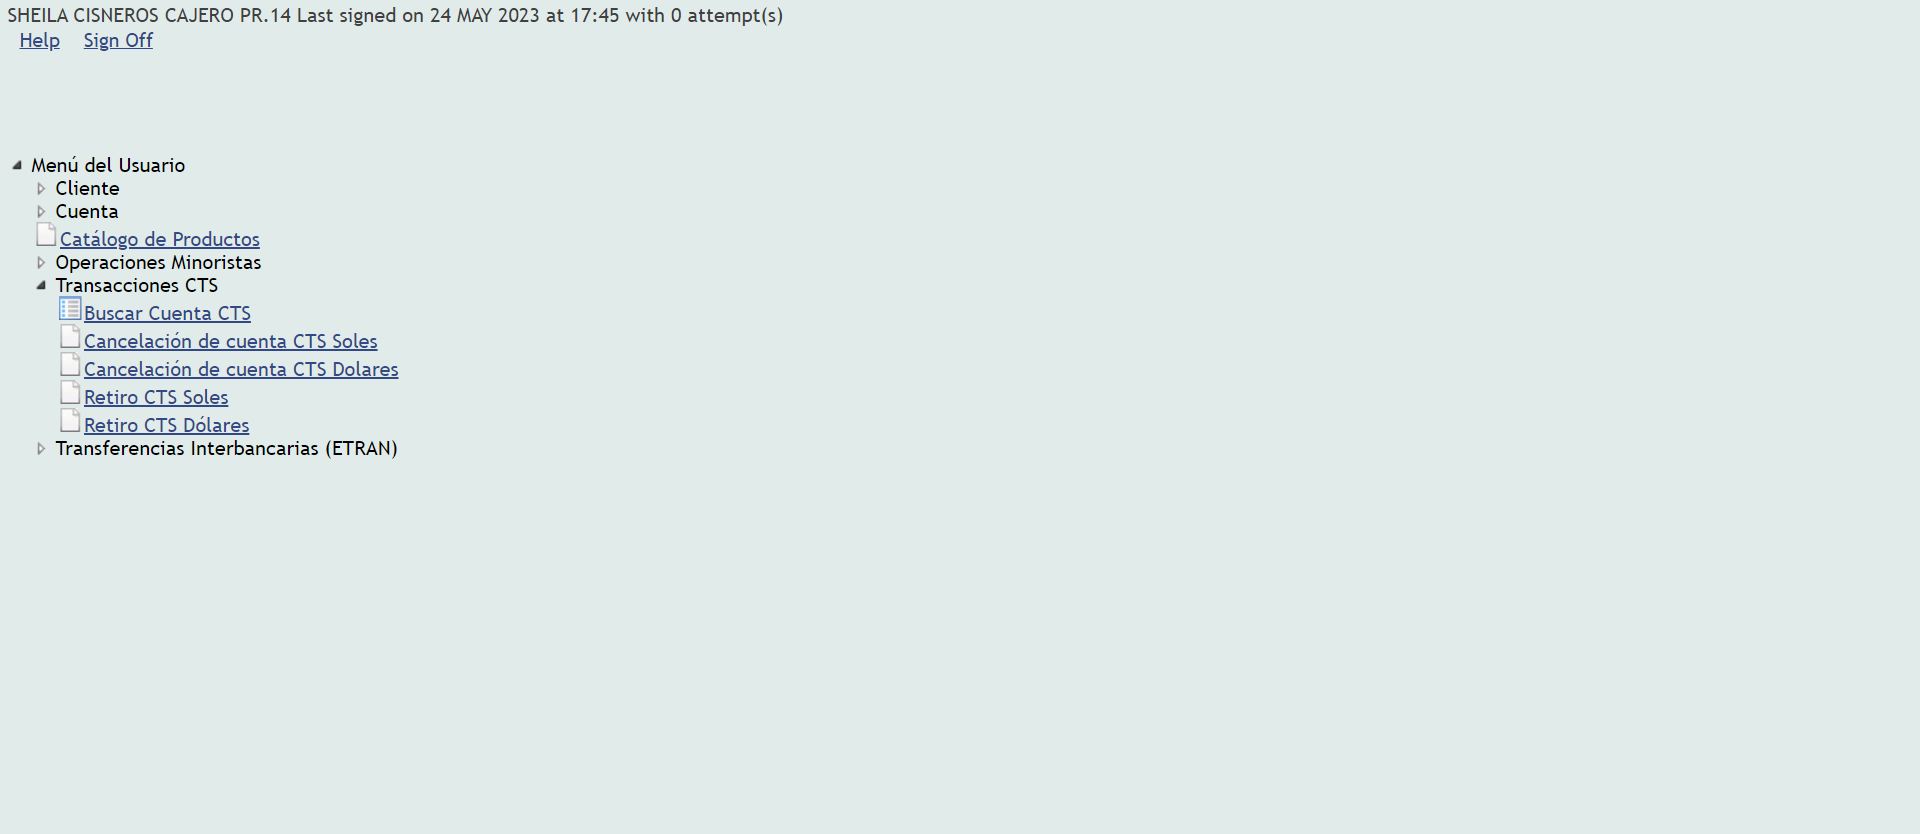 SHEILA CISNEROS CAJERO PR.14 Last signed on 24 MAY 2023 at 17:45 with 0 attempt(s)
Help Sign Off
Menú del Usuario
Cliente
Cuenta
Catálogo de Productos
Operaciones Minoristas
Transacciones CTS
Buscar Cuenta CTS
Cancelación de cuenta CTS Soles
Cancelación de cuenta CTS Dolares
Retiro CTS Soles
Retiro CTS Dólares
Transferencias Interbancarias (ETRAN)